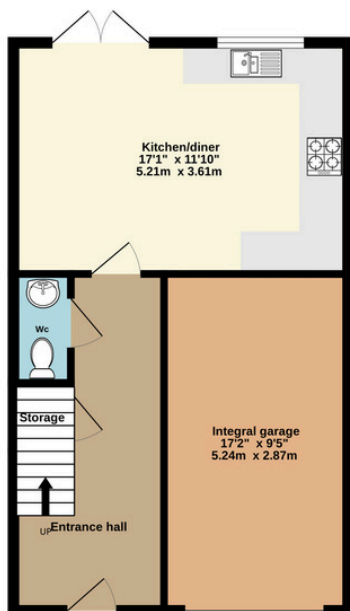 Kitchen/diner
17'1" x 11'10"
5.21m x 3.61m
Wc
Storage
Integral garage
17'2" x 9'5"
5.24m x 2.87m
UP
Entrance hall